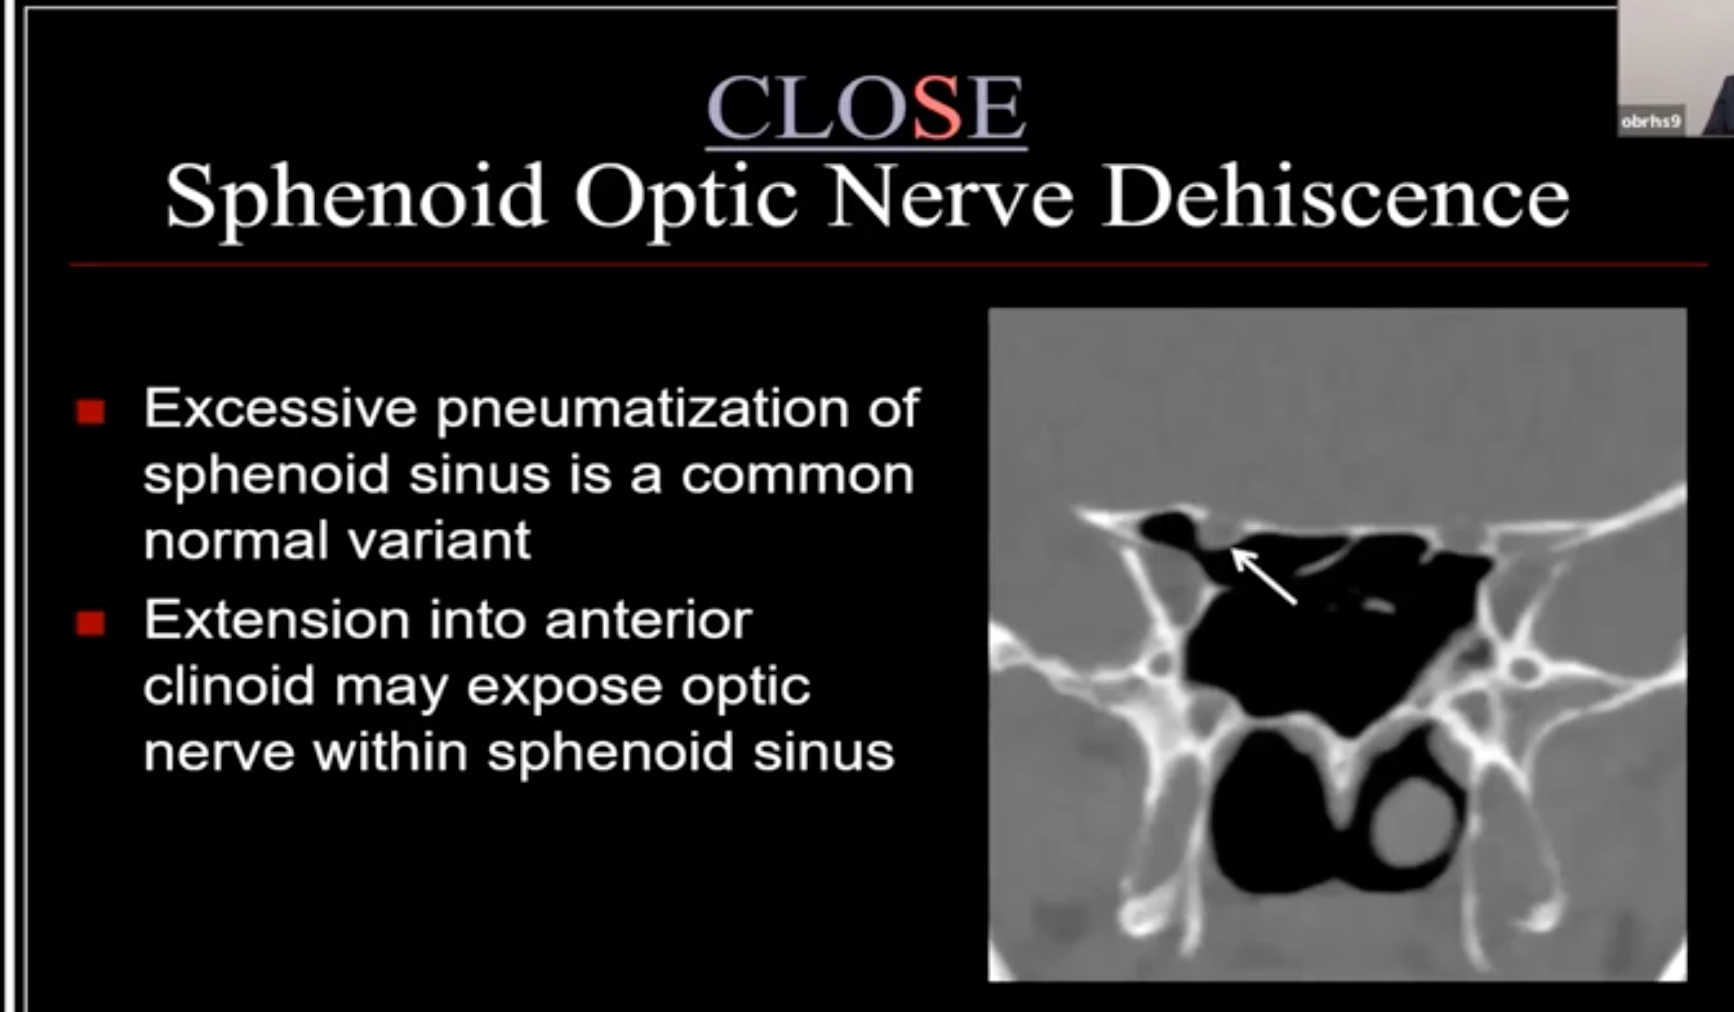 CLOSE
Sphenoid Optic Nerve Dehiscence
Excessive pneumatization of
sphenoid sinus is a common
normal variant
Extension into anterior
clinoid may expose optic
nerve within sphenoid sinus
obrhs9